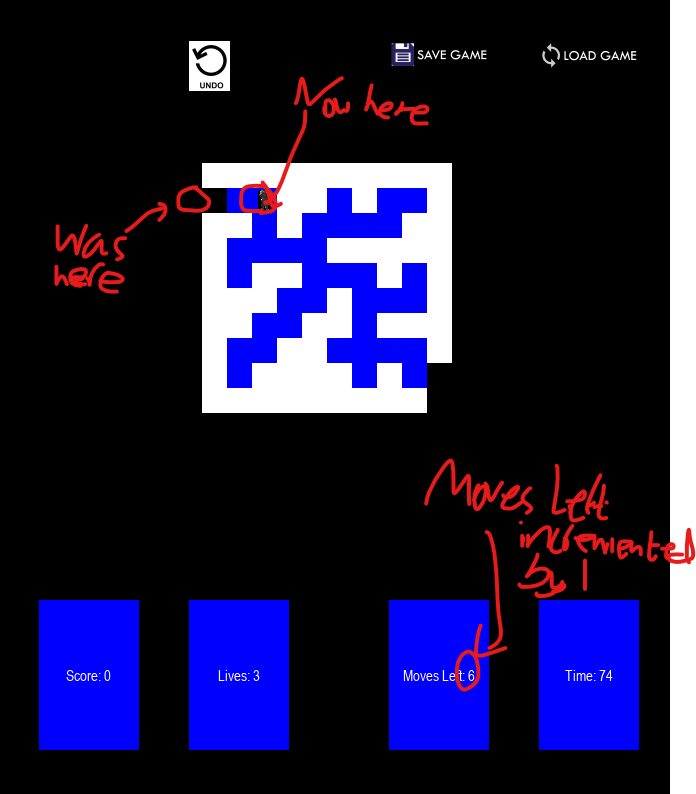 SAVE GAME
LOAD GAME
UNDO
Now here
Was
here
Moves Left
incremented
by 1
Score: 0
Lives: 3
Moves Left: 6
Time: 74